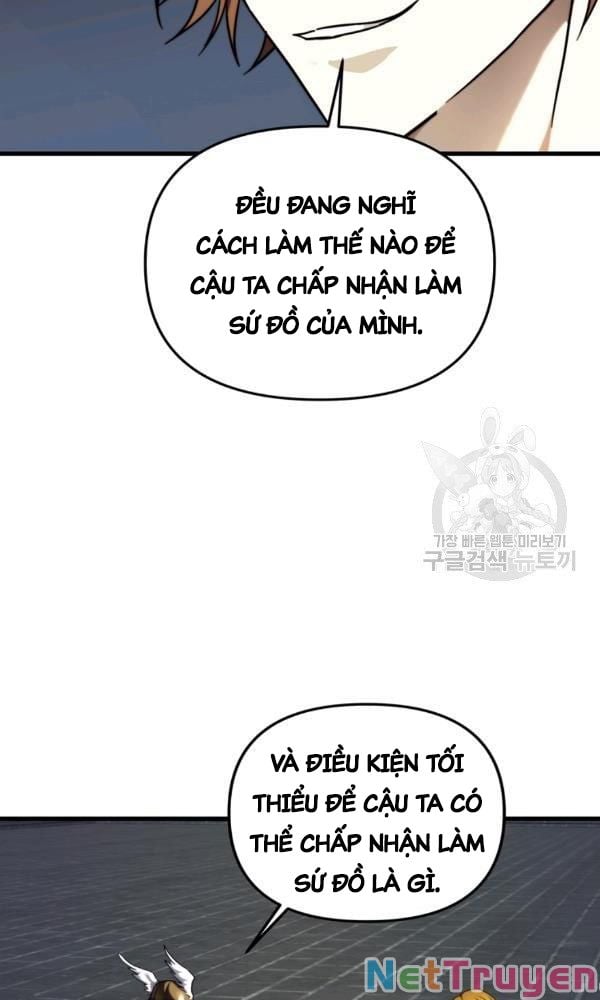 ĐỀU ĐANG NGHĨ
CÁCH LÀM THẾ NÀO ĐỂ
CẬU TA CHẤP NHẬN LÀM
SỨ ĐỒ CỦA MÌNH.
가장 빠른 웹툰 미리보기
구글검색 뉴토끼
VÀ ĐIỀU KIỆN TỐI
THIỂU ĐỂ CẬU TA CÓ
THỂ CHẤP NHẬN LÀM
SỨ ĐỒ LÀ GÌ.
NetTruyen